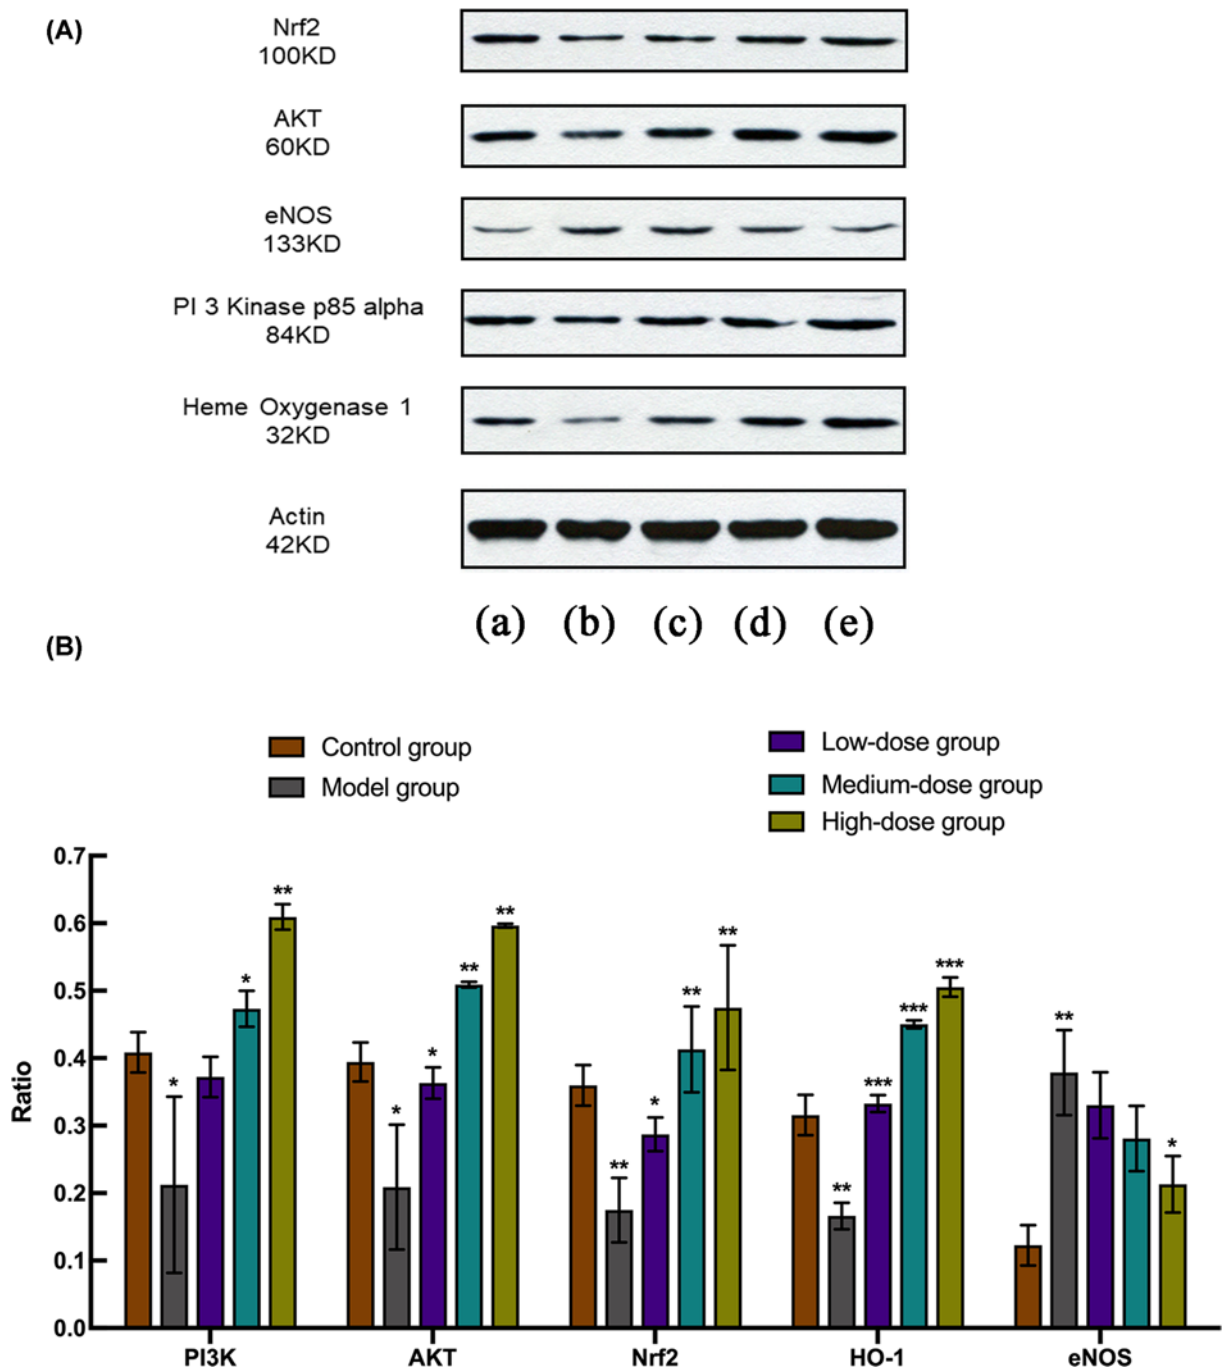 (A)
Nrf2
100KD
AKT
60KD
eNOS
133KD
PI 3 Kinase p85 alpha
84KD
Heme Oxygenase 1
32KD
Actin
42KD
(a) (b) (c) (d) (e)
(B)
Control group
Model group
Low-dose group
Medium-dose group
High-dose group
Ratio
0.7
0.6
0.5
0.4
0.3
0.2
0.1
0.0
* * **
* * ** **
** * ** **
** *** *** ***
** *
PI3K AKT Nrf2 HO-1 eNOS